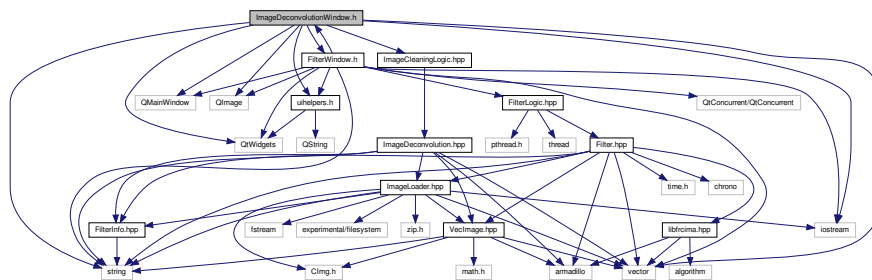 ImageDeconvolutionWindow.h
FilterWindow.h
ImageCleaningLogic.hpp
QMainWindow
QImage
uihelpers.h
FilterLogic.hpp
QtConcurrent/QtConcurrent
QtWidgets
QString
ImageDeconvolution.hpp
pthread.h
thread
Filter.hpp
ImageLoader.hpp
time.h
chrono
FilterInfo.hpp
fstream
experimental/filesystem
zip.h
VecImage.hpp
libfrcima.hpp
iostream
string
CImg.h
math.h
armadillo
vector
algorithm